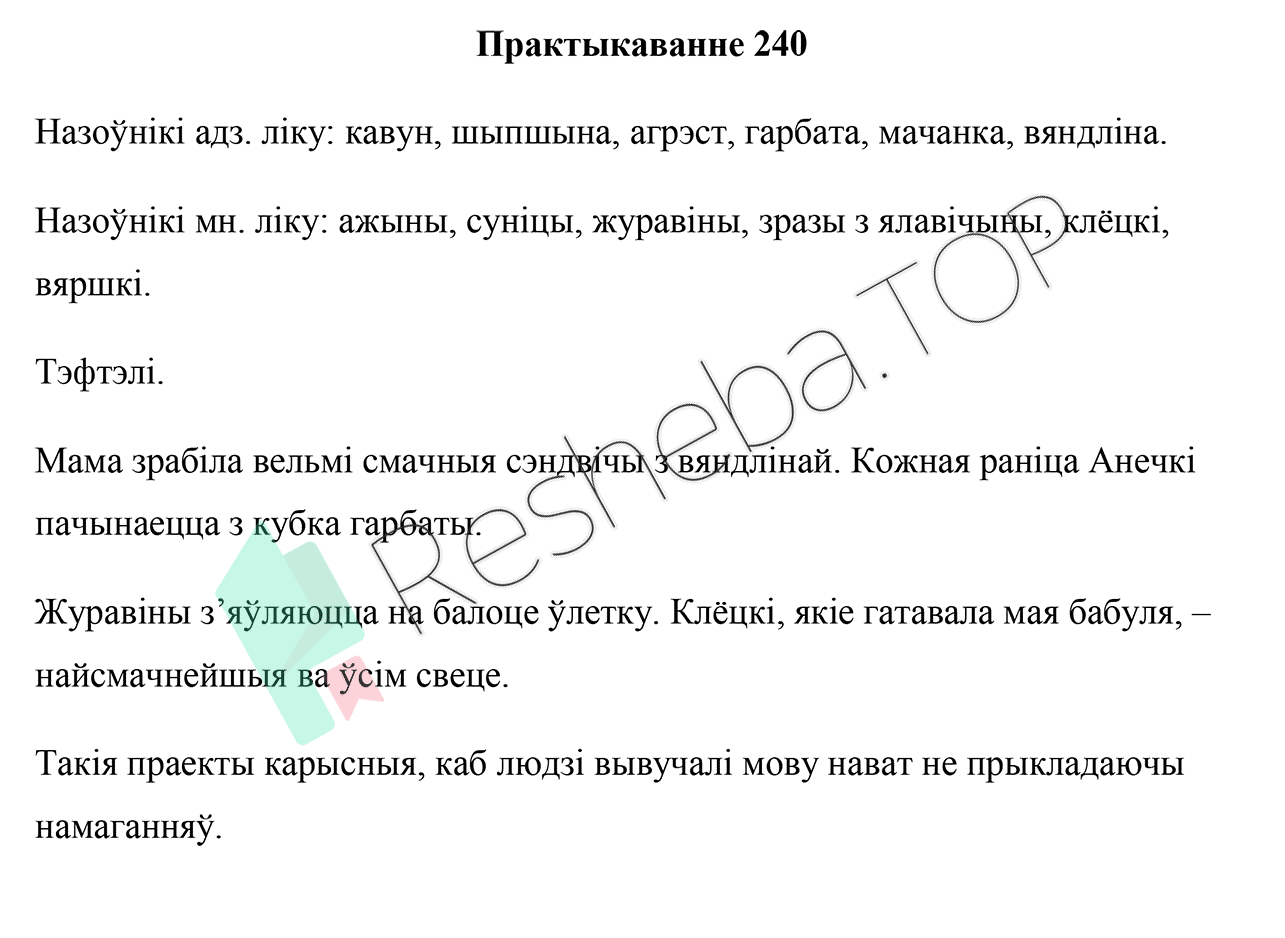 Практыкаванне 240
Назоўнікі адз. ліку: кавун, шыпшына, агрэст, гарбата, мачанка, вяндліна.
Назоўнікі мн. ліку: ажыны, суніцы, журавіны, зразы з ялавічыны, клёцкі,
вяршкі.
Тэфтэлі.
Мама зрабіла вельмі смачныя сэндвічы з вяндлінай. Кожная раніца Анечкі
пачынаецца з кубка гарбаты.
Журавіны з’яўляюцца на балоце ўлетку. Клёцкі, якіе гатавала мая бабуля, –
найсмачнейшыя ва ўсім свеце.
Такія праекты карысныя, каб людзі вывучалі мову нават не прыкладаючы
намаганняў.
Resheba.TOP